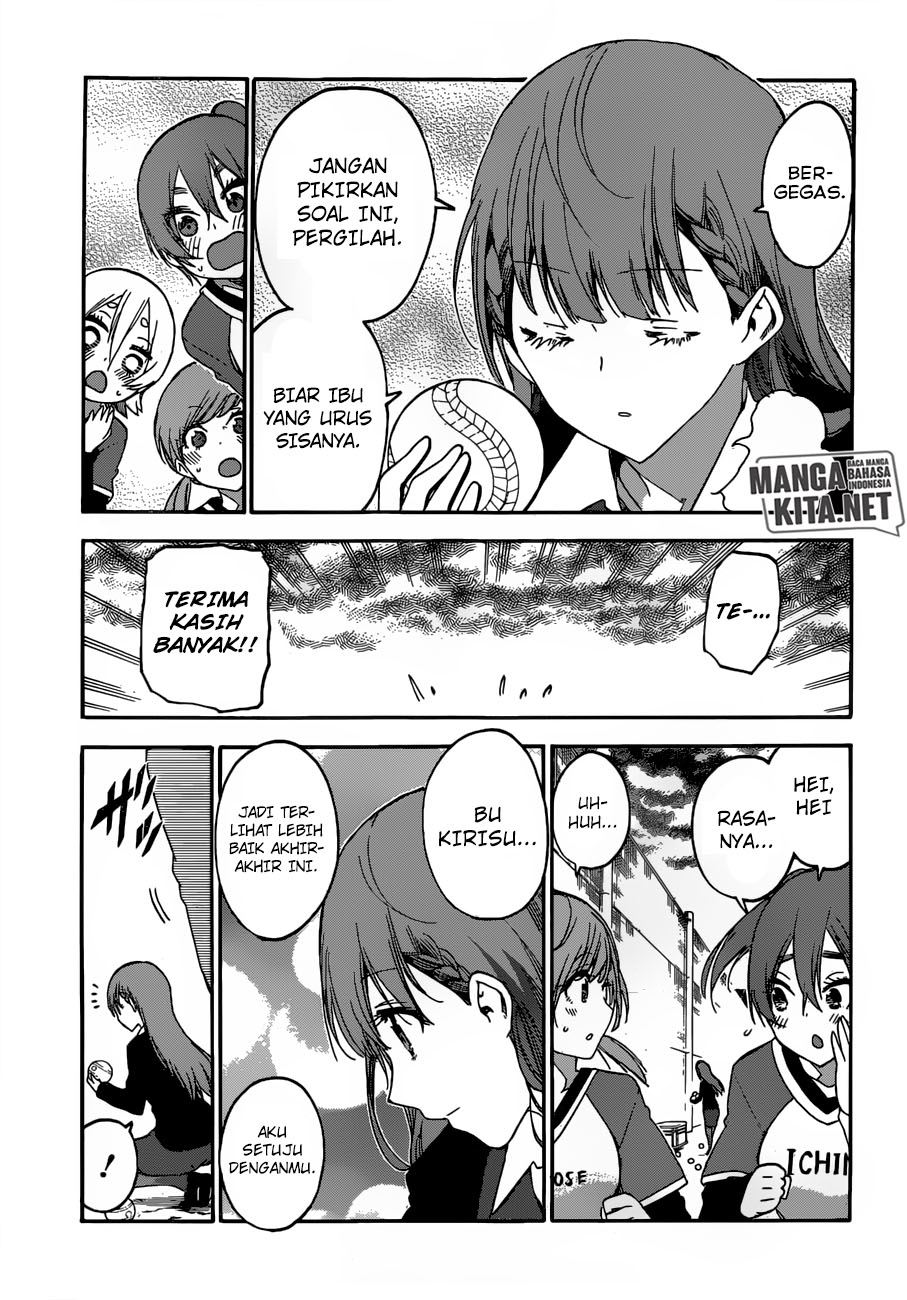 BER-
GEGAS.
JANGAN
PIKIRKAN
SOAL INI,
PERGILAH.
BIAR IBU
YANG URUS
SISANYA.
MANGA
KITA.NET
BACA MANGA
BAHASA
INDONESIA
TE-...
TERIMA
KASIH
BANYAK!!
HEI,
HEI
RASA-
NYA...
UH-
HUH...
ICHIN
OSE
BU
KIRISU...
JADI TER-
LIHAT LEBIH
BAIK AKHIR-
AKHIR INI.
AKU
SETUJU
DENGANMU.
ザッ
!